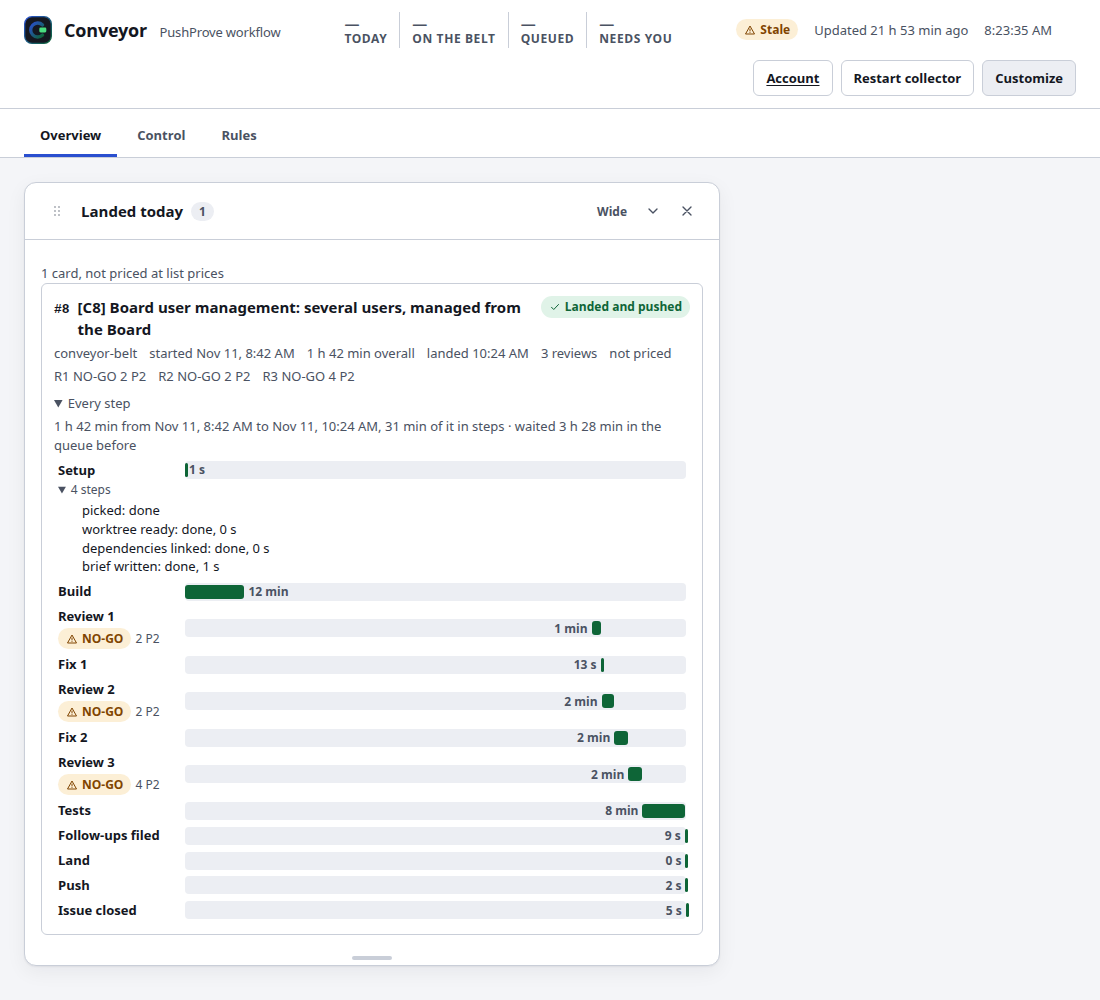 Conveyor PushProve workflow
— TODAY
— ON THE BELT
— QUEUED
— NEEDS YOU
Stale Updated 21 h 53 min ago 8:23:35 AM
Account Restart collector Customize
Overview Control Rules
Landed today 1 Wide
1 card, not priced at list prices
#8 [C8] Board user management: several users, managed from
the Board
Landed and pushed
conveyor-belt started Nov 11, 8:42 AM 1 h 42 min overall landed 10:24 AM 3 reviews not priced
R1 NO-GO 2 P2 R2 NO-GO 2 P2 R3 NO-GO 4 P2
Every step
1 h 42 min from Nov 11, 8:42 AM to Nov 11, 10:24 AM, 31 min of it in steps · waited 3 h 28 min in the
queue before
Setup 1 s
4 steps
picked: done
worktree ready: done, 0 s
dependencies linked: done, 0 s
brief written: done, 1 s
Build 12 min
Review 1
NO-GO 2 P2 1 min
Fix 1 13 s
Review 2
NO-GO 2 P2 2 min
Fix 2 2 min
Review 3
NO-GO 4 P2 2 min
Tests 8 min
Follow-ups filed 9 s
Land 0 s
Push 2 s
Issue closed 5 s